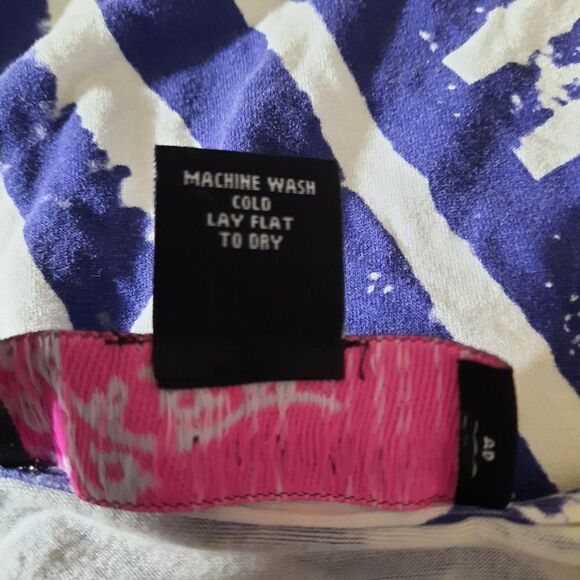 MACHINE WASH
COLD
LAY FLAT
TO DRY